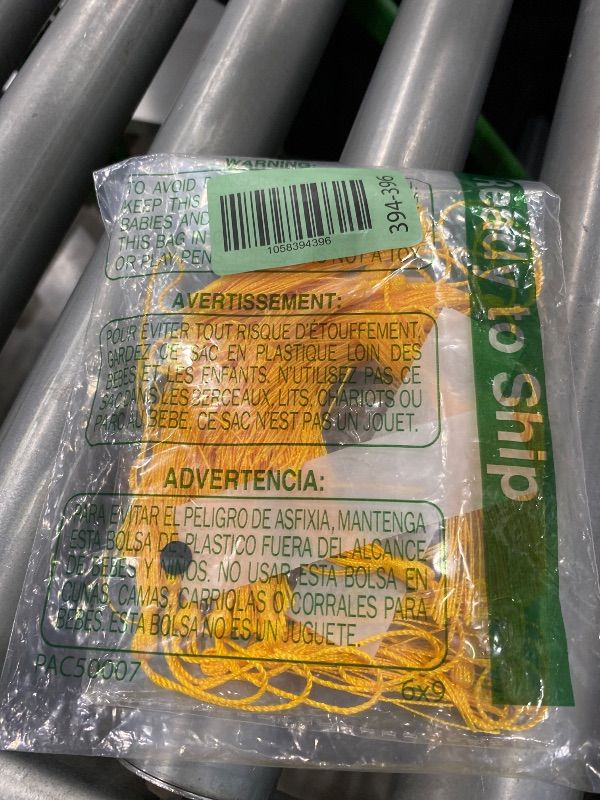 WARNING:
TO AVOID
KEEP THIS
BABIES AND
THIS BAG IN
OR PLAY PEN
NOT A TOY
1058394396
394-396
Ready to Ship
AVERTISSEMENT:
POUR ÉVITER TOUT RISQUE D'ÉTOUFFEMENT,
GARDEZ CE SAC EN PLASTIQUE LOIN DES
BÉBÉS ET LES ENFANTS. N'UTILISEZ PAS CE
SAC DANS LES BERCEAUX, LITS, CHARIOTS OU
PARC AU BÉBÉ. CE SAC N'EST PAS UN JOUET.
ADVERTENCIA:
PARA EVITAR EL PELIGRO DE ASFIXIA, MANTENGA
ESTA BOLSA DE PLASTICO FUERA DEL ALCANCE
DE BEBES Y NIÑOS. NO USAR ESTA BOLSA EN
CUNAS, CAMAS, CARRIOLAS O CORRALES PARA
BEBES. ESTA BOLSA NO ES UN JUGUETE.
PAC50007
6x9